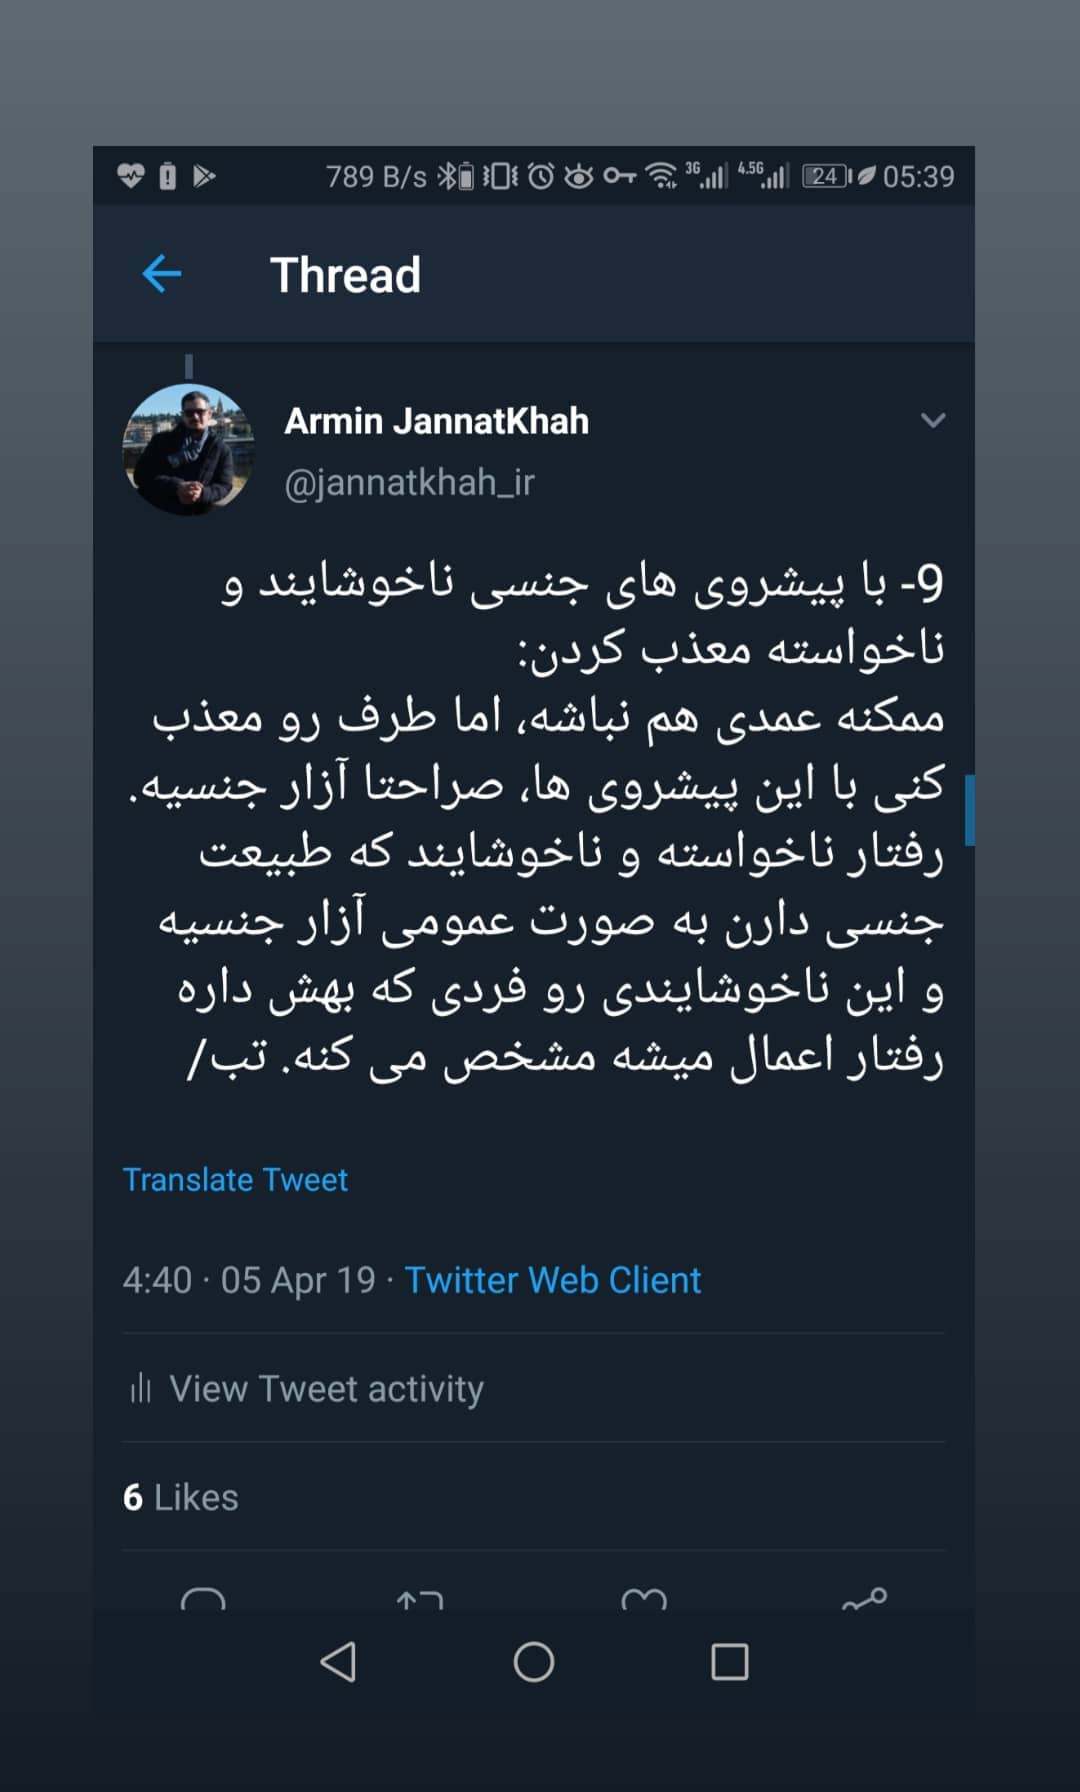 789 B/s 3G 4.5G 24 05:39
Thread
Armin JannatKhah
@jannatkhah_ir
9- با پیشروی های جنسی ناخوشایند و
ناخواسته معذب کردن:
ممکنه عمدی هم نباشه، اما طرف رو معذب
کنی با این پیشروی ها، صراحتا آزار جنسیه.
رفتار ناخواسته و ناخوشایند که طبیعت
جنسی دارن به صورت عمومی آزار جنسیه
و این ناخوشایندی رو فردی که بهش داره
رفتار اعمال میشه مشخص می کنه. تب/
Translate Tweet
4:40 · 05 Apr 19 · Twitter Web Client
View Tweet activity
6 Likes